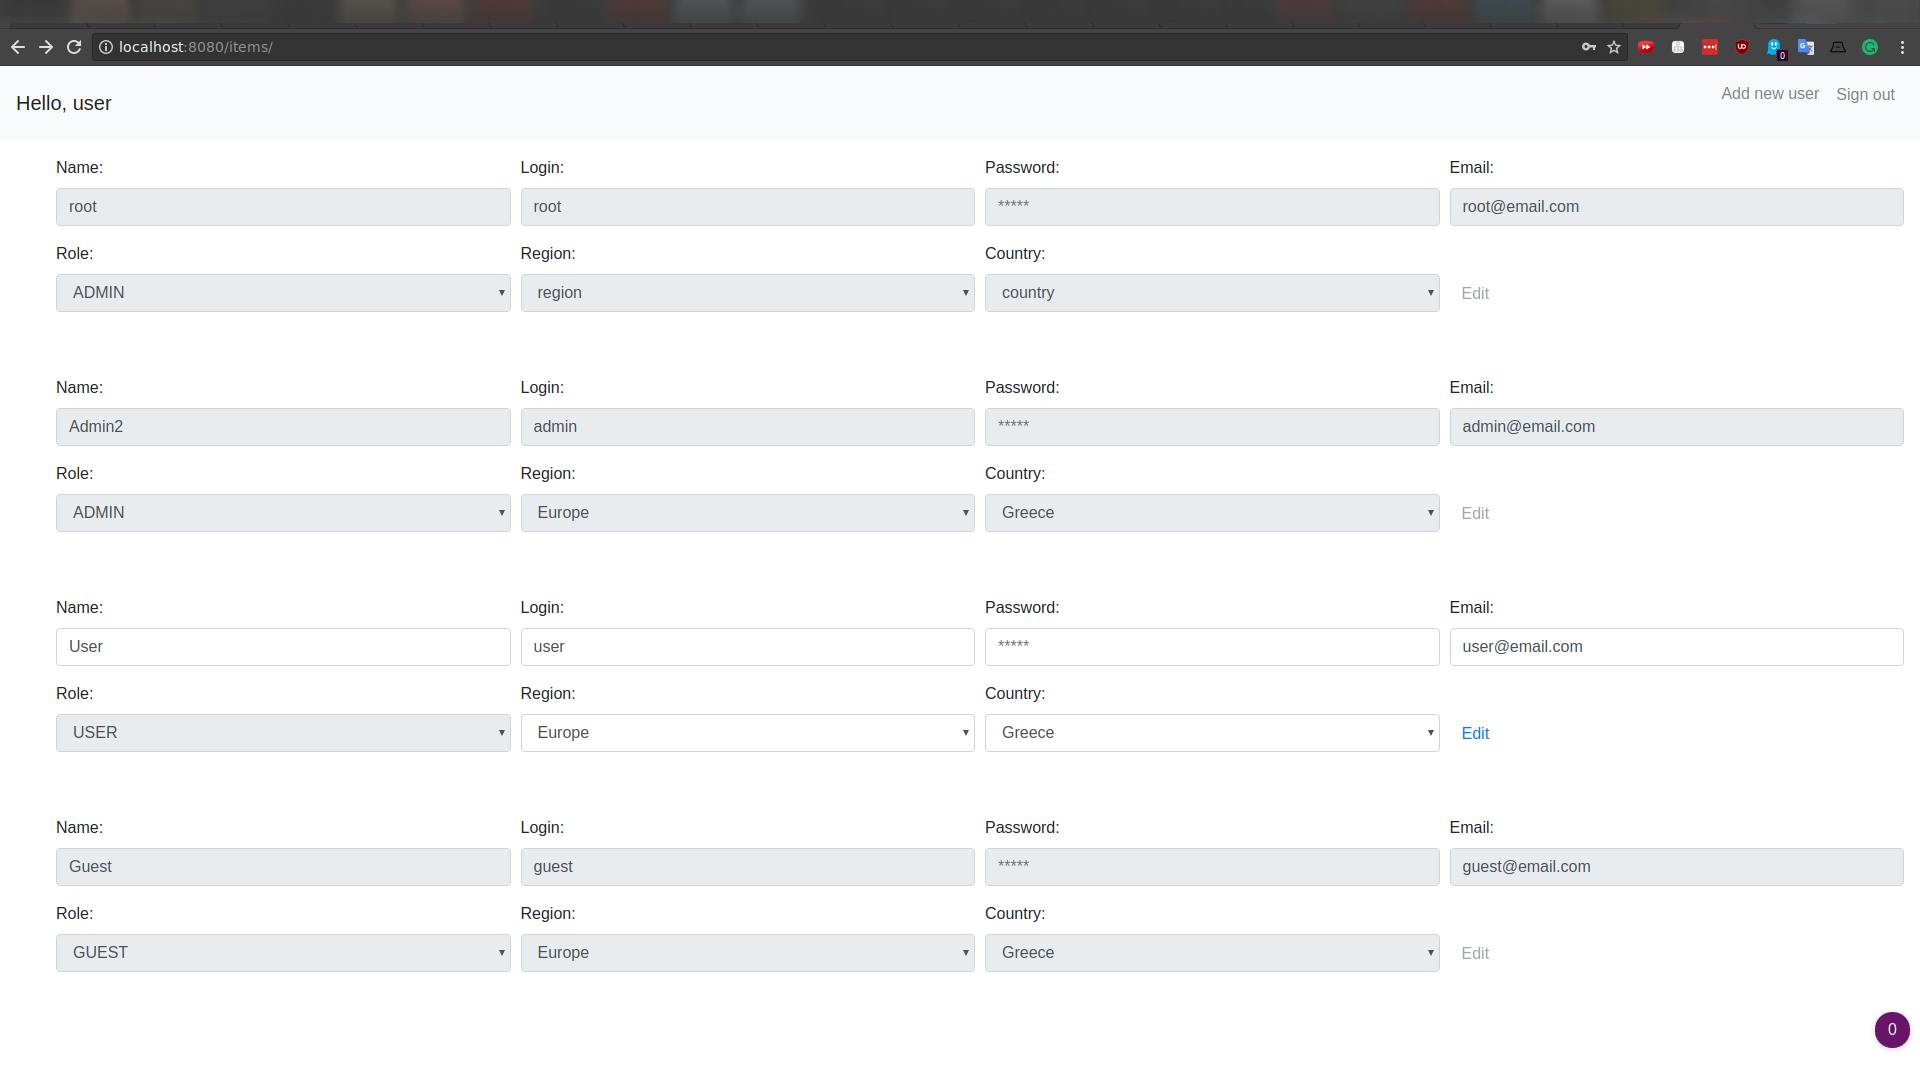 localhost:8080/items/
0
Hello, user
Add new user
Sign out
Name:
Login:
Password:
Email:
root
root
*****
root@email.com
Role:
Region:
Country:
ADMIN
region
country
Edit
Name:
Login:
Password:
Email:
Admin2
admin
*****
admin@email.com
Role:
Region:
Country:
ADMIN
Europe
Greece
Edit
Name:
Login:
Password:
Email:
User
user
*****
user@email.com
Role:
Region:
Country:
USER
Europe
Greece
Edit
Name:
Login:
Password:
Email:
Guest
guest
*****
guest@email.com
Role:
Region:
Country:
GUEST
Europe
Greece
Edit
0